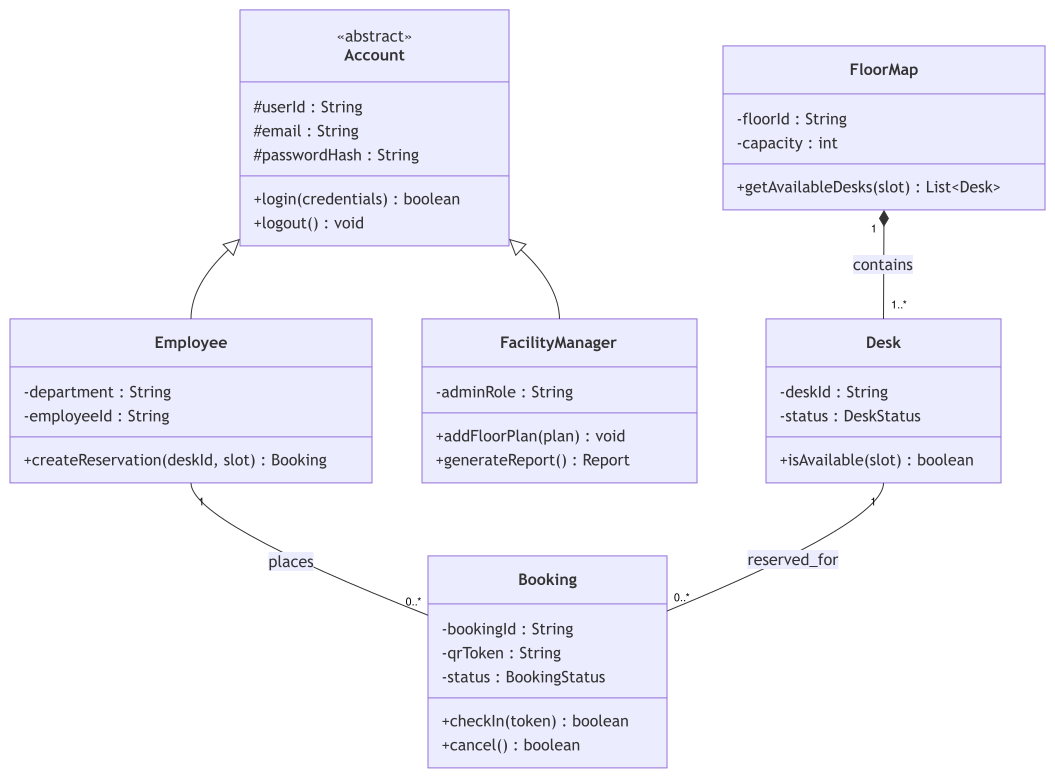 «abstract»
Account
#userId : String
#email : String
#passwordHash : String
+login(credentials) : boolean
+logout() : void
FloorMap
-floorId : String
-capacity : int
+getAvailableDesks(slot) : List<Desk>
1
contains
1..*
Employee
-department : String
-employeeId : String
+createReservation(deskId, slot) : Booking
FacilityManager
-adminRole : String
+addFloorPlan(plan) : void
+generateReport() : Report
Desk
-deskId : String
-status : DeskStatus
+isAvailable(slot) : boolean
1
places
0..*
1
reserved_for
0..*
Booking
-bookingId : String
-qrToken : String
-status : BookingStatus
+checkIn(token) : boolean
+cancel() : boolean